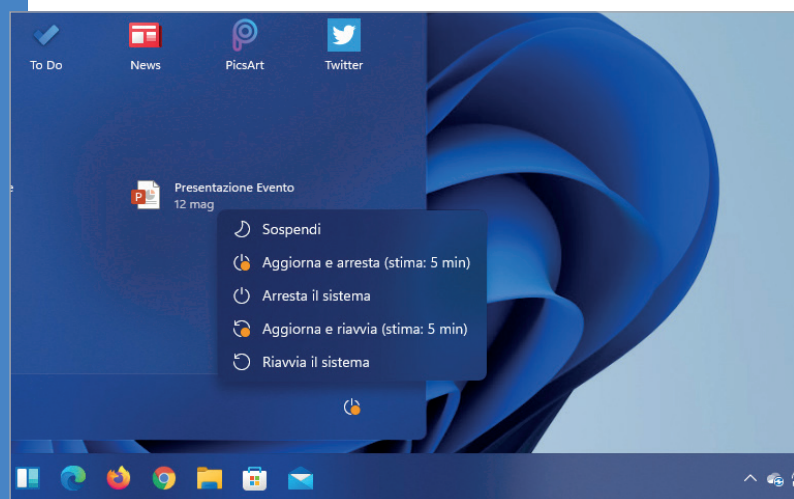 To Do
News
PicsArt
Twitter
Presentazione Evento
12 mag
Sospendi
Aggiorna e arresta (stima: 5 min)
Arresta il sistema
Aggiorna e riavvia (stima: 5 min)
Riavvia il sistema